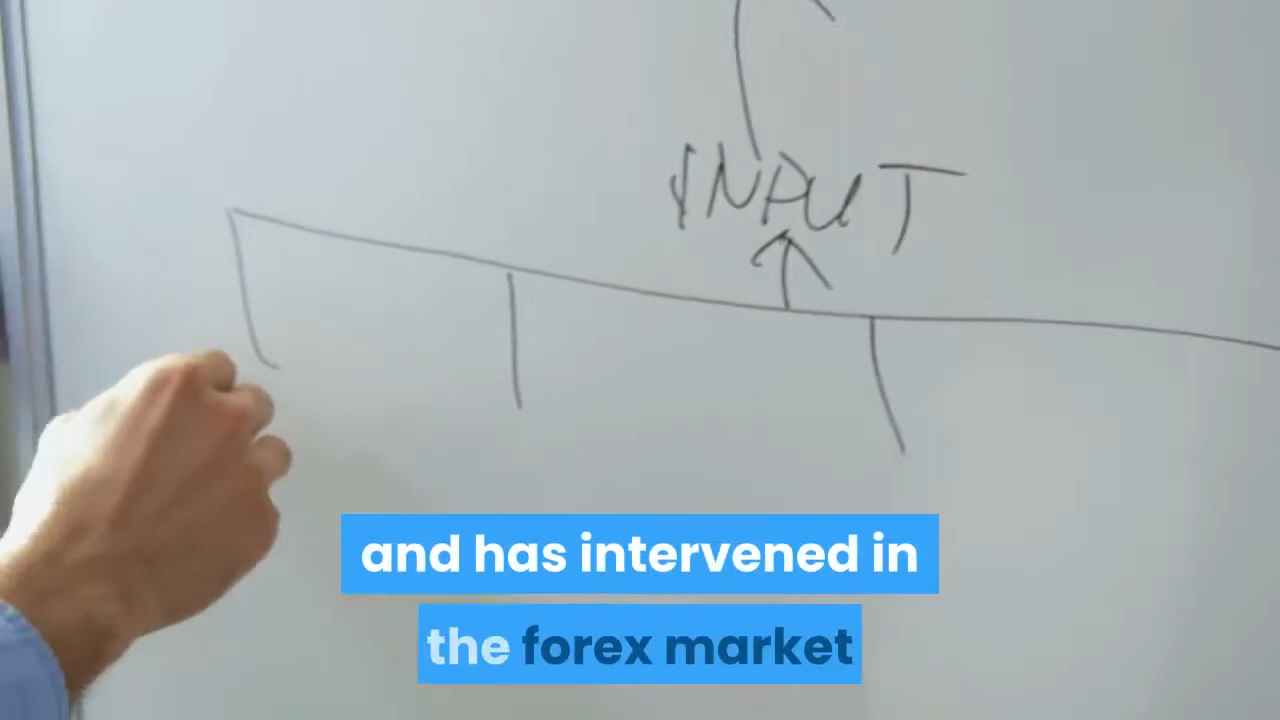 INPUT
and has intervened in
the forex market